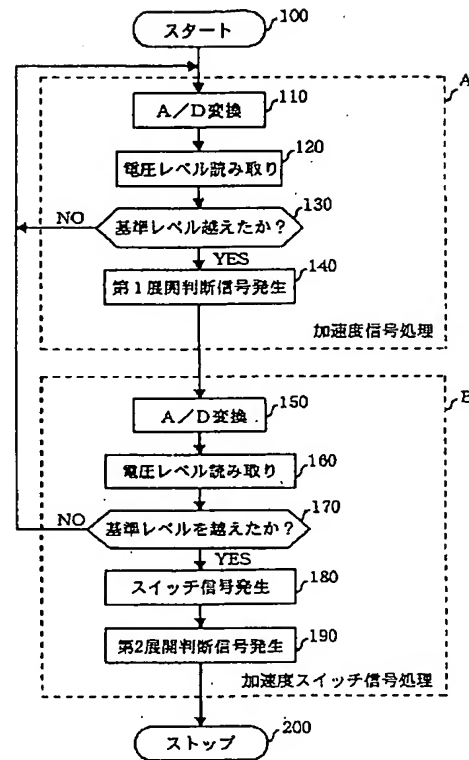 スタート
100
A
A/D変換
110
電圧レベル読み取り
120
基準レベル越えたか?
130
NO
YES
第1展開判断信号発生
140
加速度信号処理
B
A/D変換
150
電圧レベル読み取り
160
基準レベルを越えたか?
170
NO
YES
スイッチ信号発生
180
第2展開判断信号発生
190
加速度スイッチ信号処理
ストップ
200